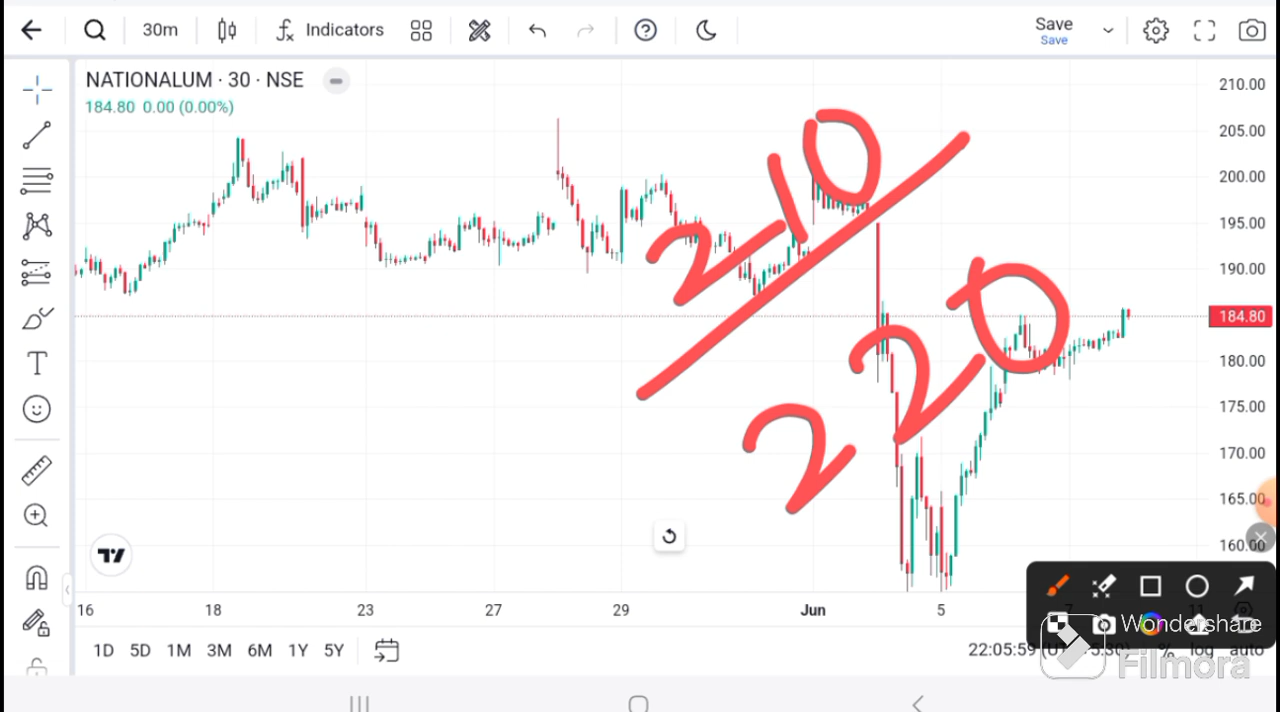 30m Indicators Save
Save
NATIONALUM · 30 · NSE
184.80 0.00 (0.00%)
210.00
205.00
200.00
195.00
190.00
184.80
180.00
175.00
170.00
165.00
160.00
210
220
16 18 23 27 29 Jun 5
1D 5D 1M 3M 6M 1Y 5Y
22:05:59
% log auto
Wondershare
Filmora